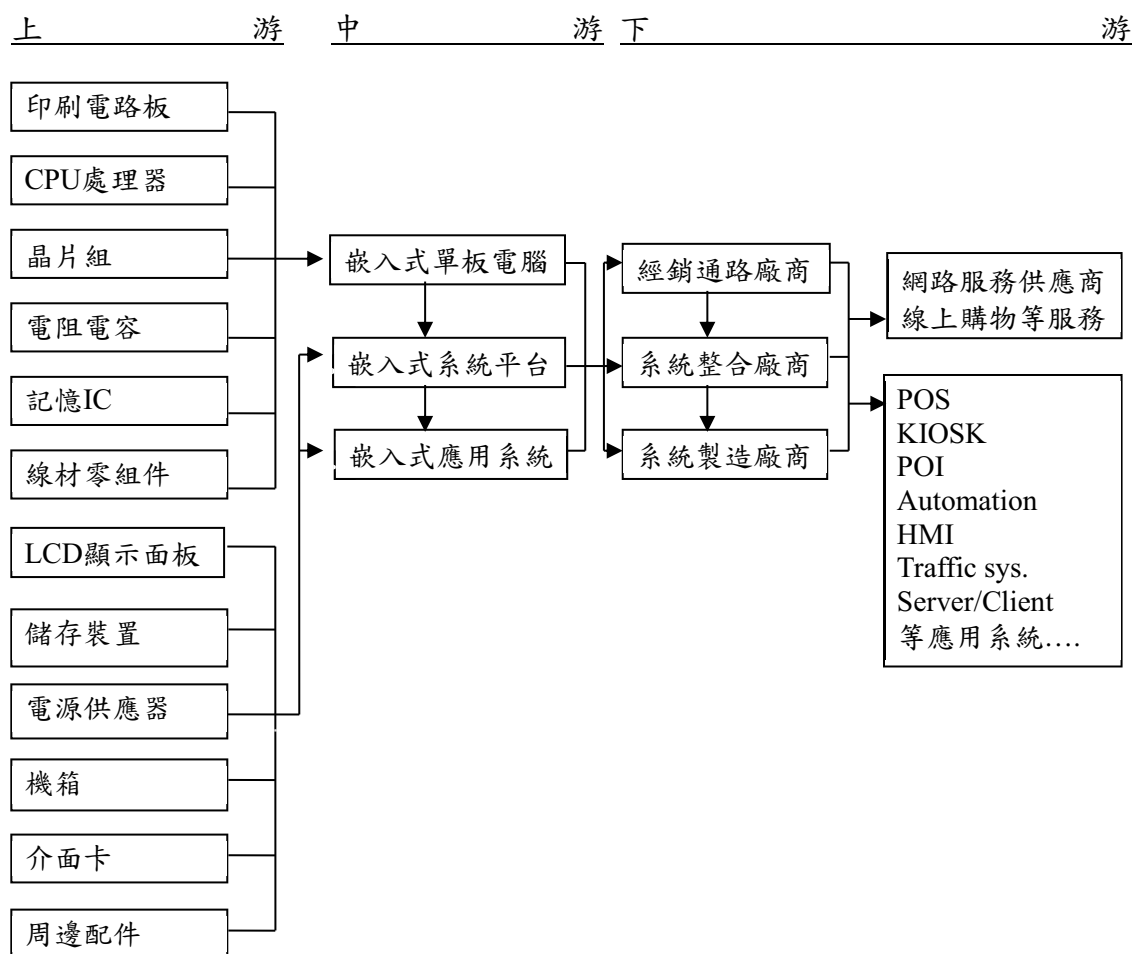 上游
中游
下游
印刷電路板
CPU處理器
晶片組
電阻電容
記憶IC
線材零組件
LCD顯示面板
儲存裝置
電源供應器
機箱
介面卡
周邊配件
嵌入式單板電腦
嵌入式系統平台
嵌入式應用系統
經銷通路廠商
系統整合廠商
系統製造廠商
網路服務供應商
線上購物等服務
POS
KIOSK
POI
Automation
HMI
Traffic sys.
Server/Client
等應用系統....